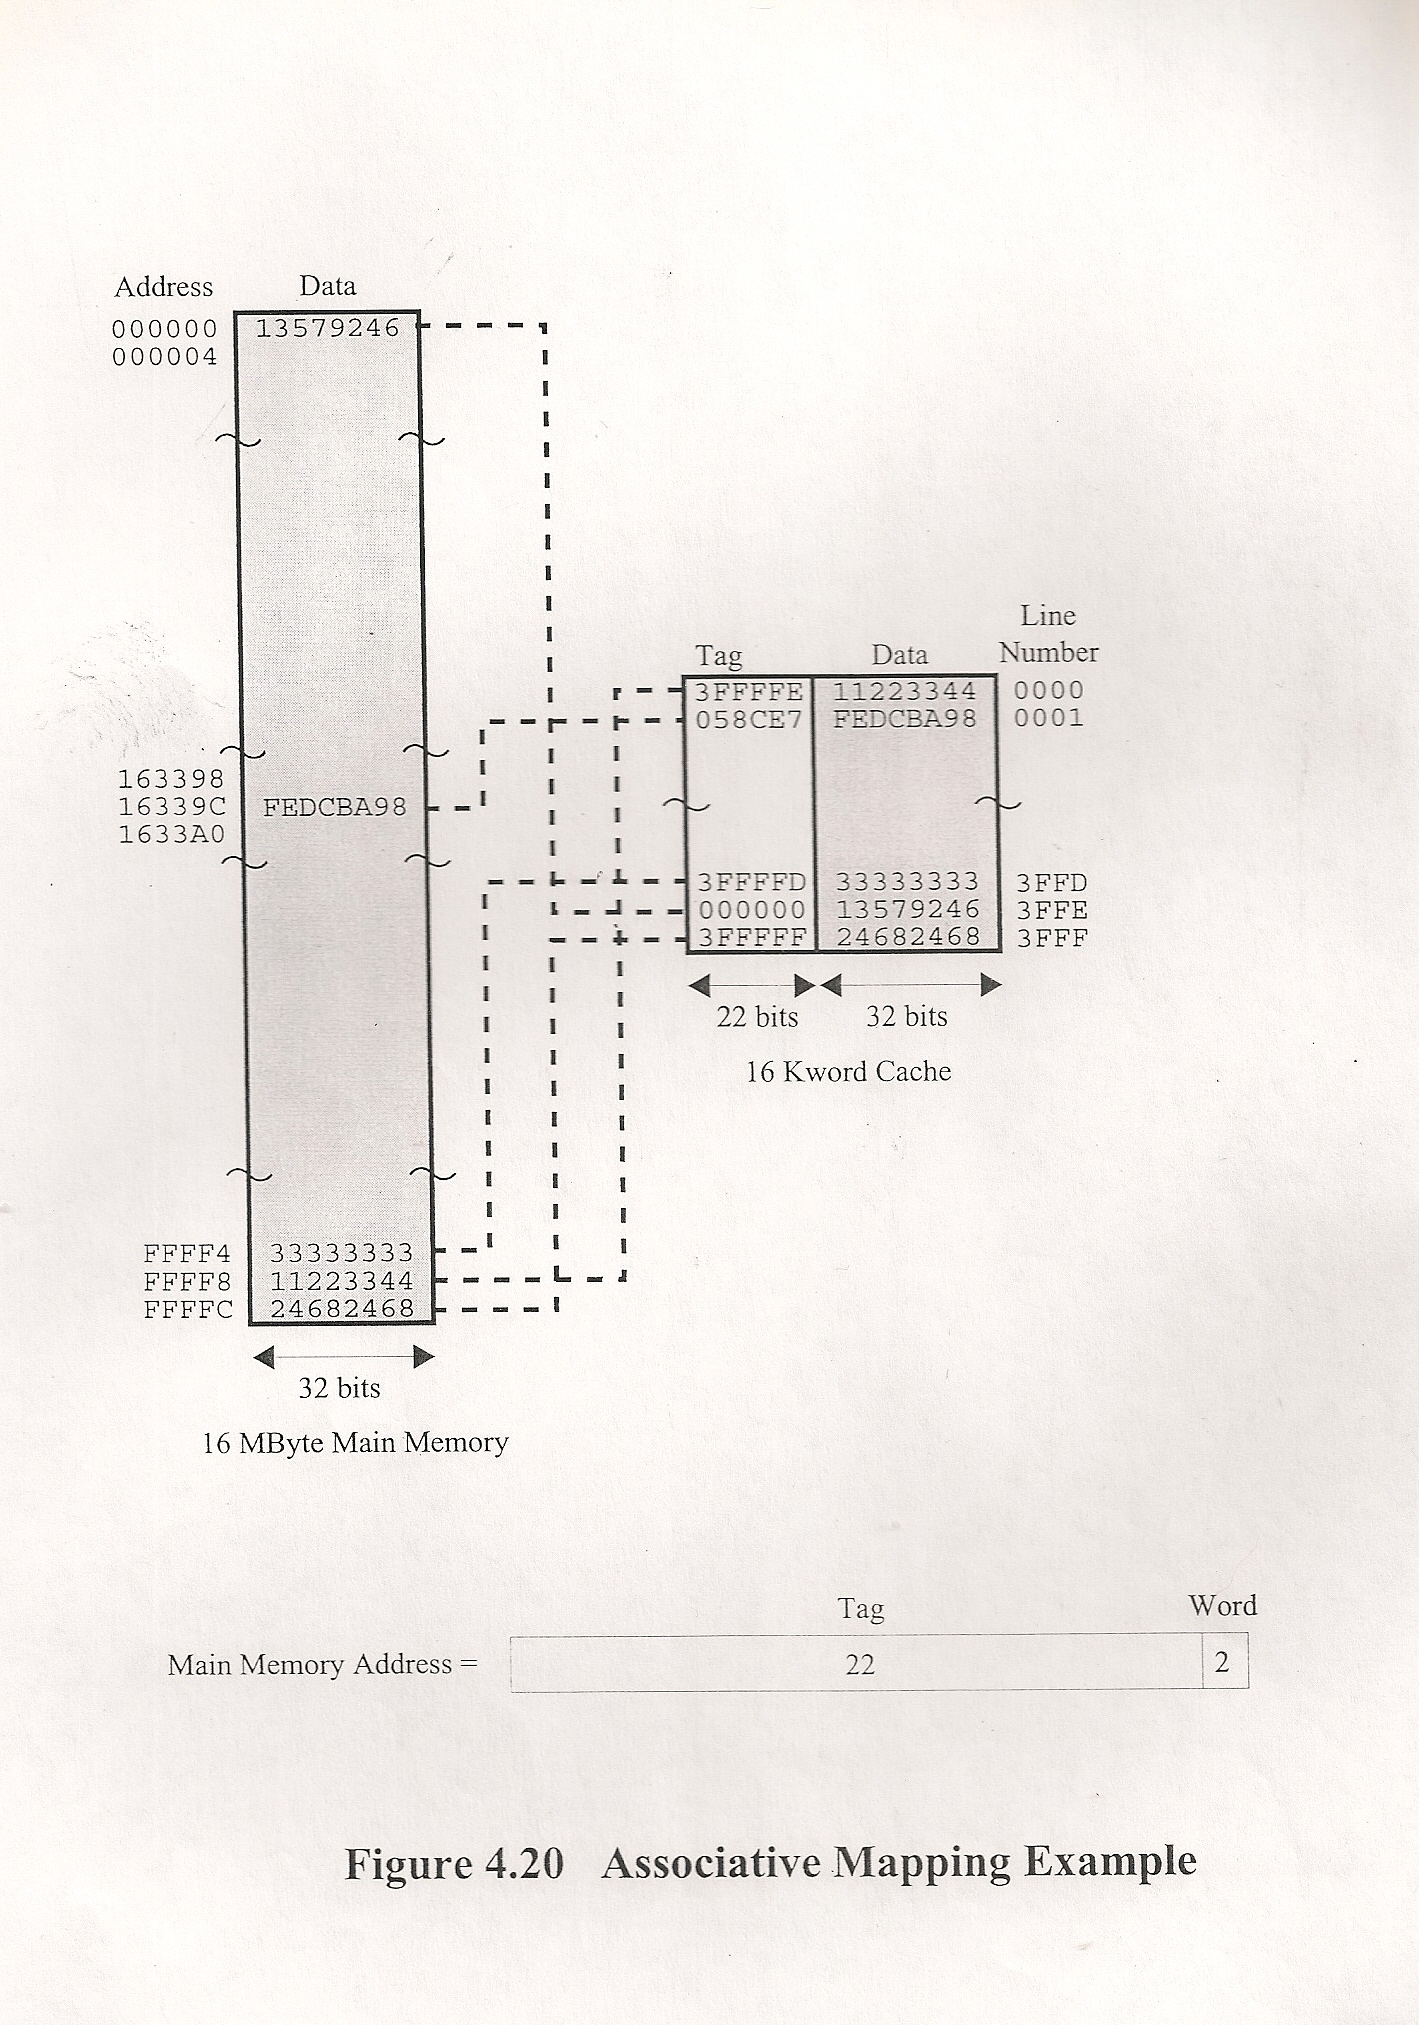 Address Data
000000 13579246
000004
163398
16339C FEDCBA98
1633A0
FFFF4 33333333
FFFF8 11223344
FFFFC 24682468
32 bits
16 MByte Main Memory
Line
Tag Data Number
3FFFFE 11223344 0000
058CE7 FEDCBA98 0001
3FFFFD 33333333 3FFD
000000 13579246 3FFE
3FFFFF 24682468 3FFF
22 bits 32 bits
16 Kword Cache
Tag Word
Main Memory Address = 22 2
Figure 4.20 Associative Mapping Example